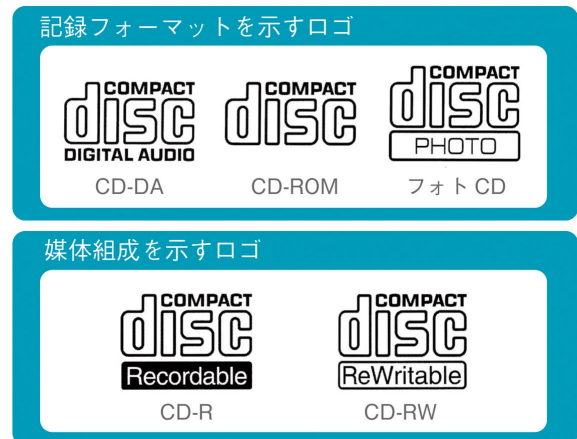 記録フォーマットを示すロゴ
COMPACT
disc
DIGITAL AUDIO
CD-DA
COMPACT
disc
CD-ROM
COMPACT
disc
PHOTO
フォト CD
媒体組成を示すロゴ
COMPACT
disc
Recordable
CD-R
COMPACT
disc
ReWritable
CD-RW